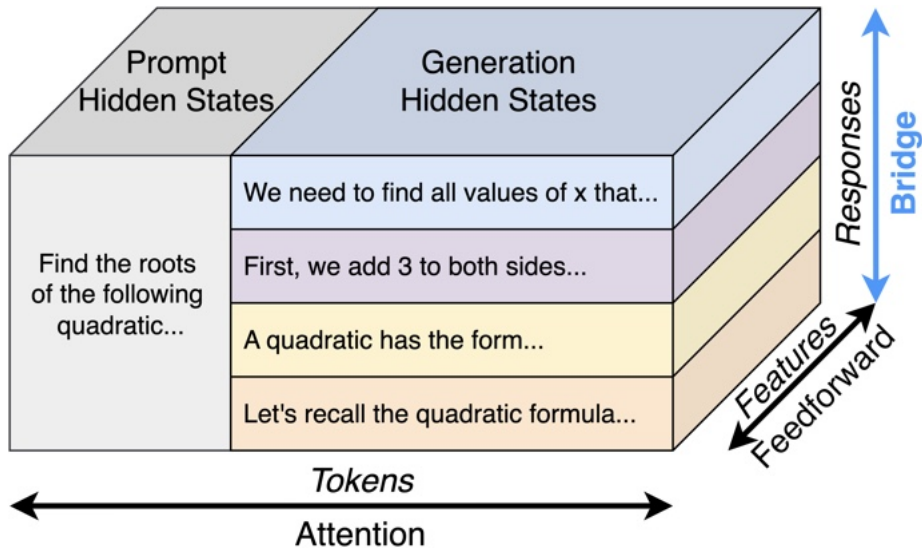 Prompt
Hidden States
Generation
Hidden States
Find the roots
of the following
quadratic...
We need to find all values of x that...
First, we add 3 to both sides...
A quadratic has the form...
Let's recall the quadratic formula...
Responses
Bridge
Features
Feedforward
Tokens
Attention